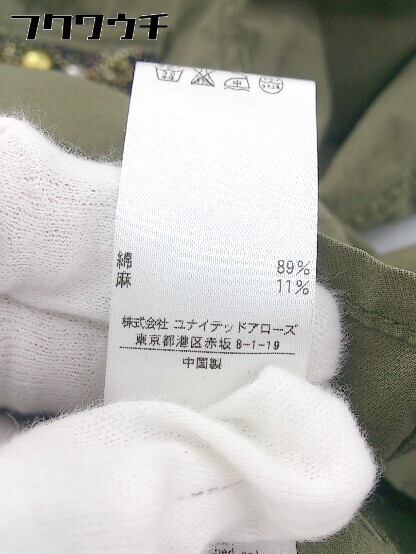 フクウウチ
綿 89%
麻 11%
株式会社 ユナイテッドアローズ
東京都港区赤坂 8-1-19
中国製